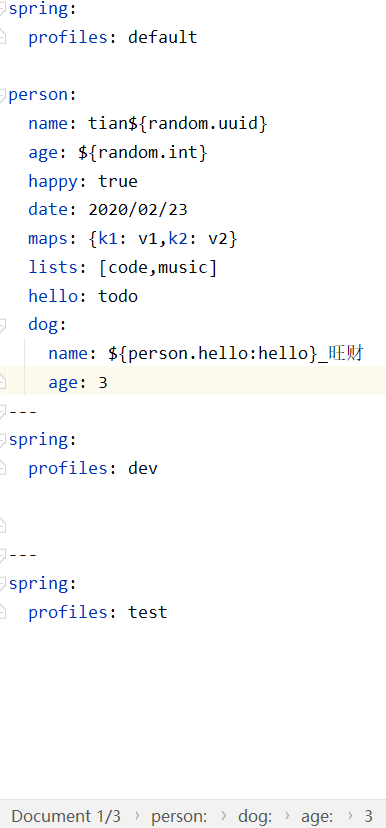 spring:
  profiles: default
person:
  name: tian${random.uuid}
  age: ${random.int}
  happy: true
  date: 2020/02/23
  maps: {k1: v1,k2: v2}
  lists: [code,music]
  hello: todo
  dog:
    name: ${person.hello:hello}_旺财
    age: 3
---
spring:
  profiles: dev
---
spring:
  profiles: test
Document 1/3 › person: › dog: › age: › 3